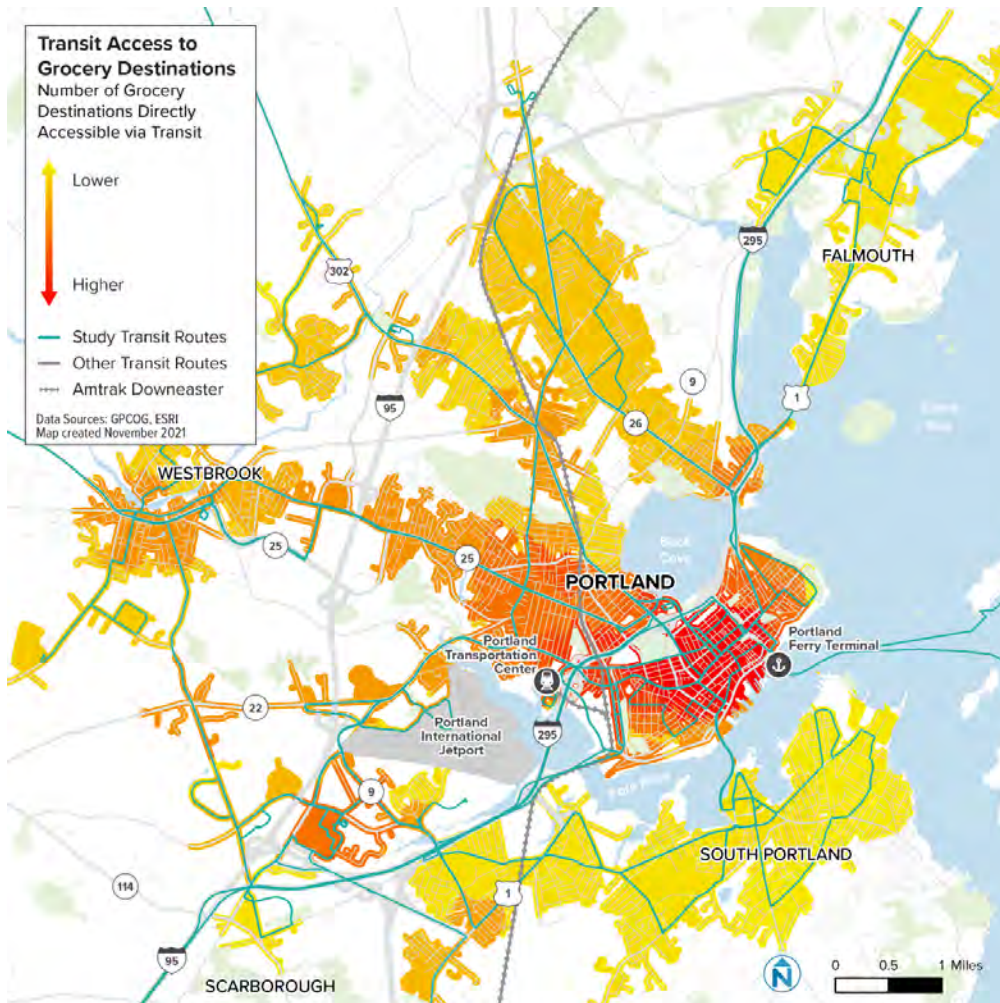 Transit Access to
Grocery Destinations
Number of Grocery
Destinations Directly
Accessible via Transit
Lower
Higher
Study Transit Routes
Other Transit Routes
Amtrak Downeaster
Data Sources: GPCOG, ESRI
Map created November 2021
302
95
295
FALMOUTH
1
9
26
WESTBROOK
25
25
Back
Cove
PORTLAND
Portland
Transportation
Center
Portland
Ferry Terminal
22
Portland
International
Jetport
295
9
Fore River
SOUTH PORTLAND
1
114
95
SCARBOROUGH
N
0 0.5 1 Miles